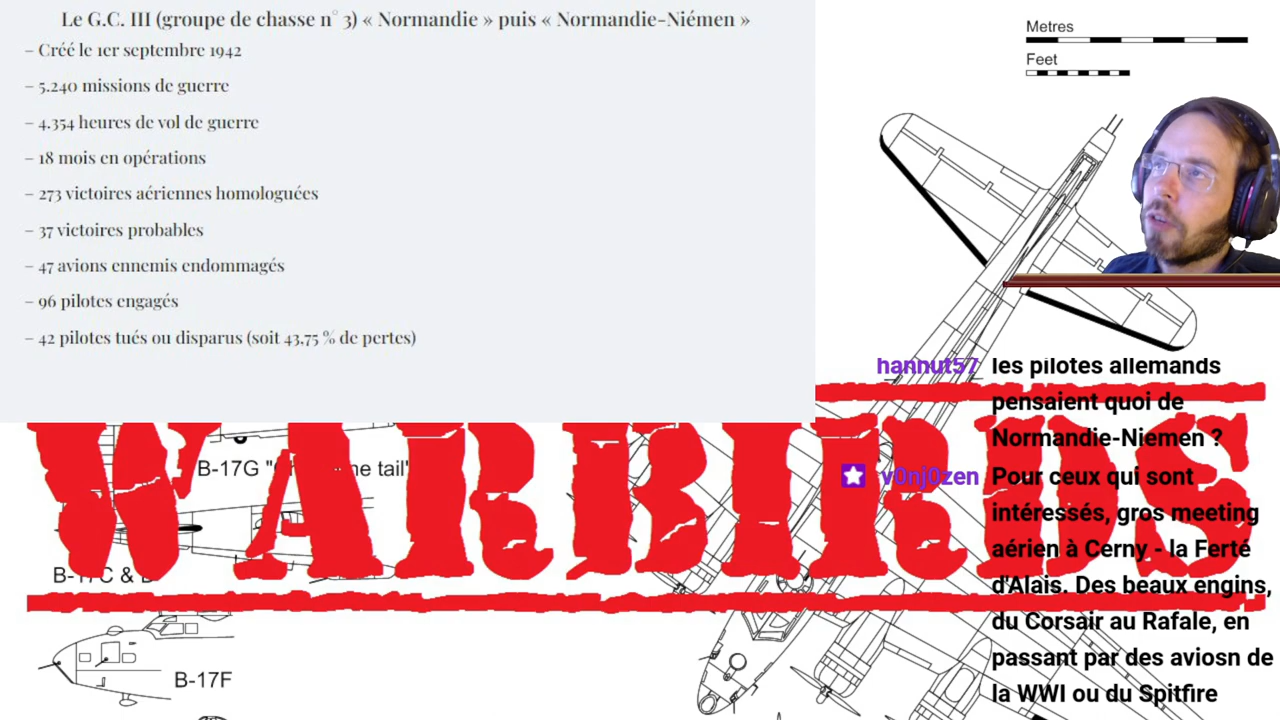 Le G.C. III (groupe de chasse n° 3) « Normandie » puis « Normandie-Niémen »
– Créé le 1er septembre 1942
– 5.240 missions de guerre
– 4.354 heures de vol de guerre
– 18 mois en opérations
– 273 victoires aériennes homologuées
– 37 victoires probables
– 47 avions ennemis endommagés
– 96 pilotes engagés
– 42 pilotes tués ou disparus (soit 43,75 % de pertes)
Metres
Feet
hannut57 les pilotes allemands
pensaient quoi de
Normandie-Niemen ?
v0nj0zen Pour ceux qui sont
intéressés, gros meeting
aérien à Cerny - la Ferté
d'Alais. Des beaux engins,
du Corsair au Rafale, en
passant par des aviosn de
la WWI ou du Spitfire
WARBIRDS
B-17G
tail"
B-17C &
B-17F